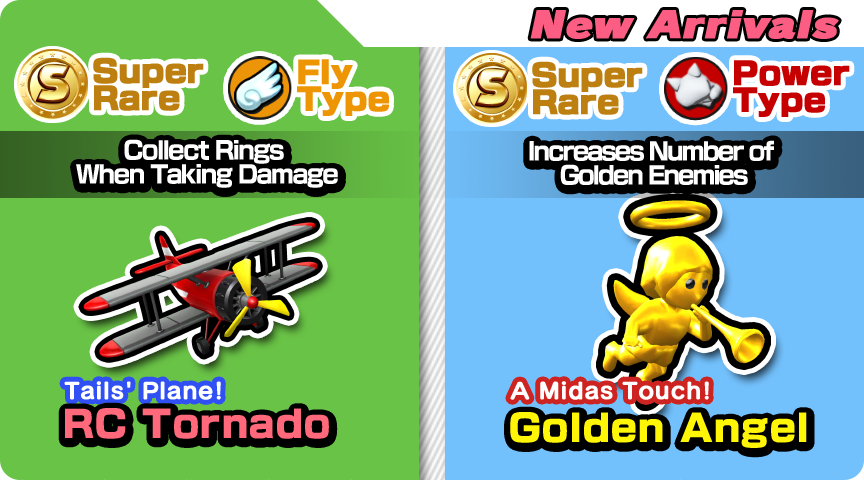 New Arrivals
S
Super
Rare
Fly
Type
Collect Rings
When Taking Damage
Tails' Plane!
RC Tornado
S
Super
Rare
Power
Type
Increases Number of
Golden Enemies
A Midas Touch!
Golden Angel